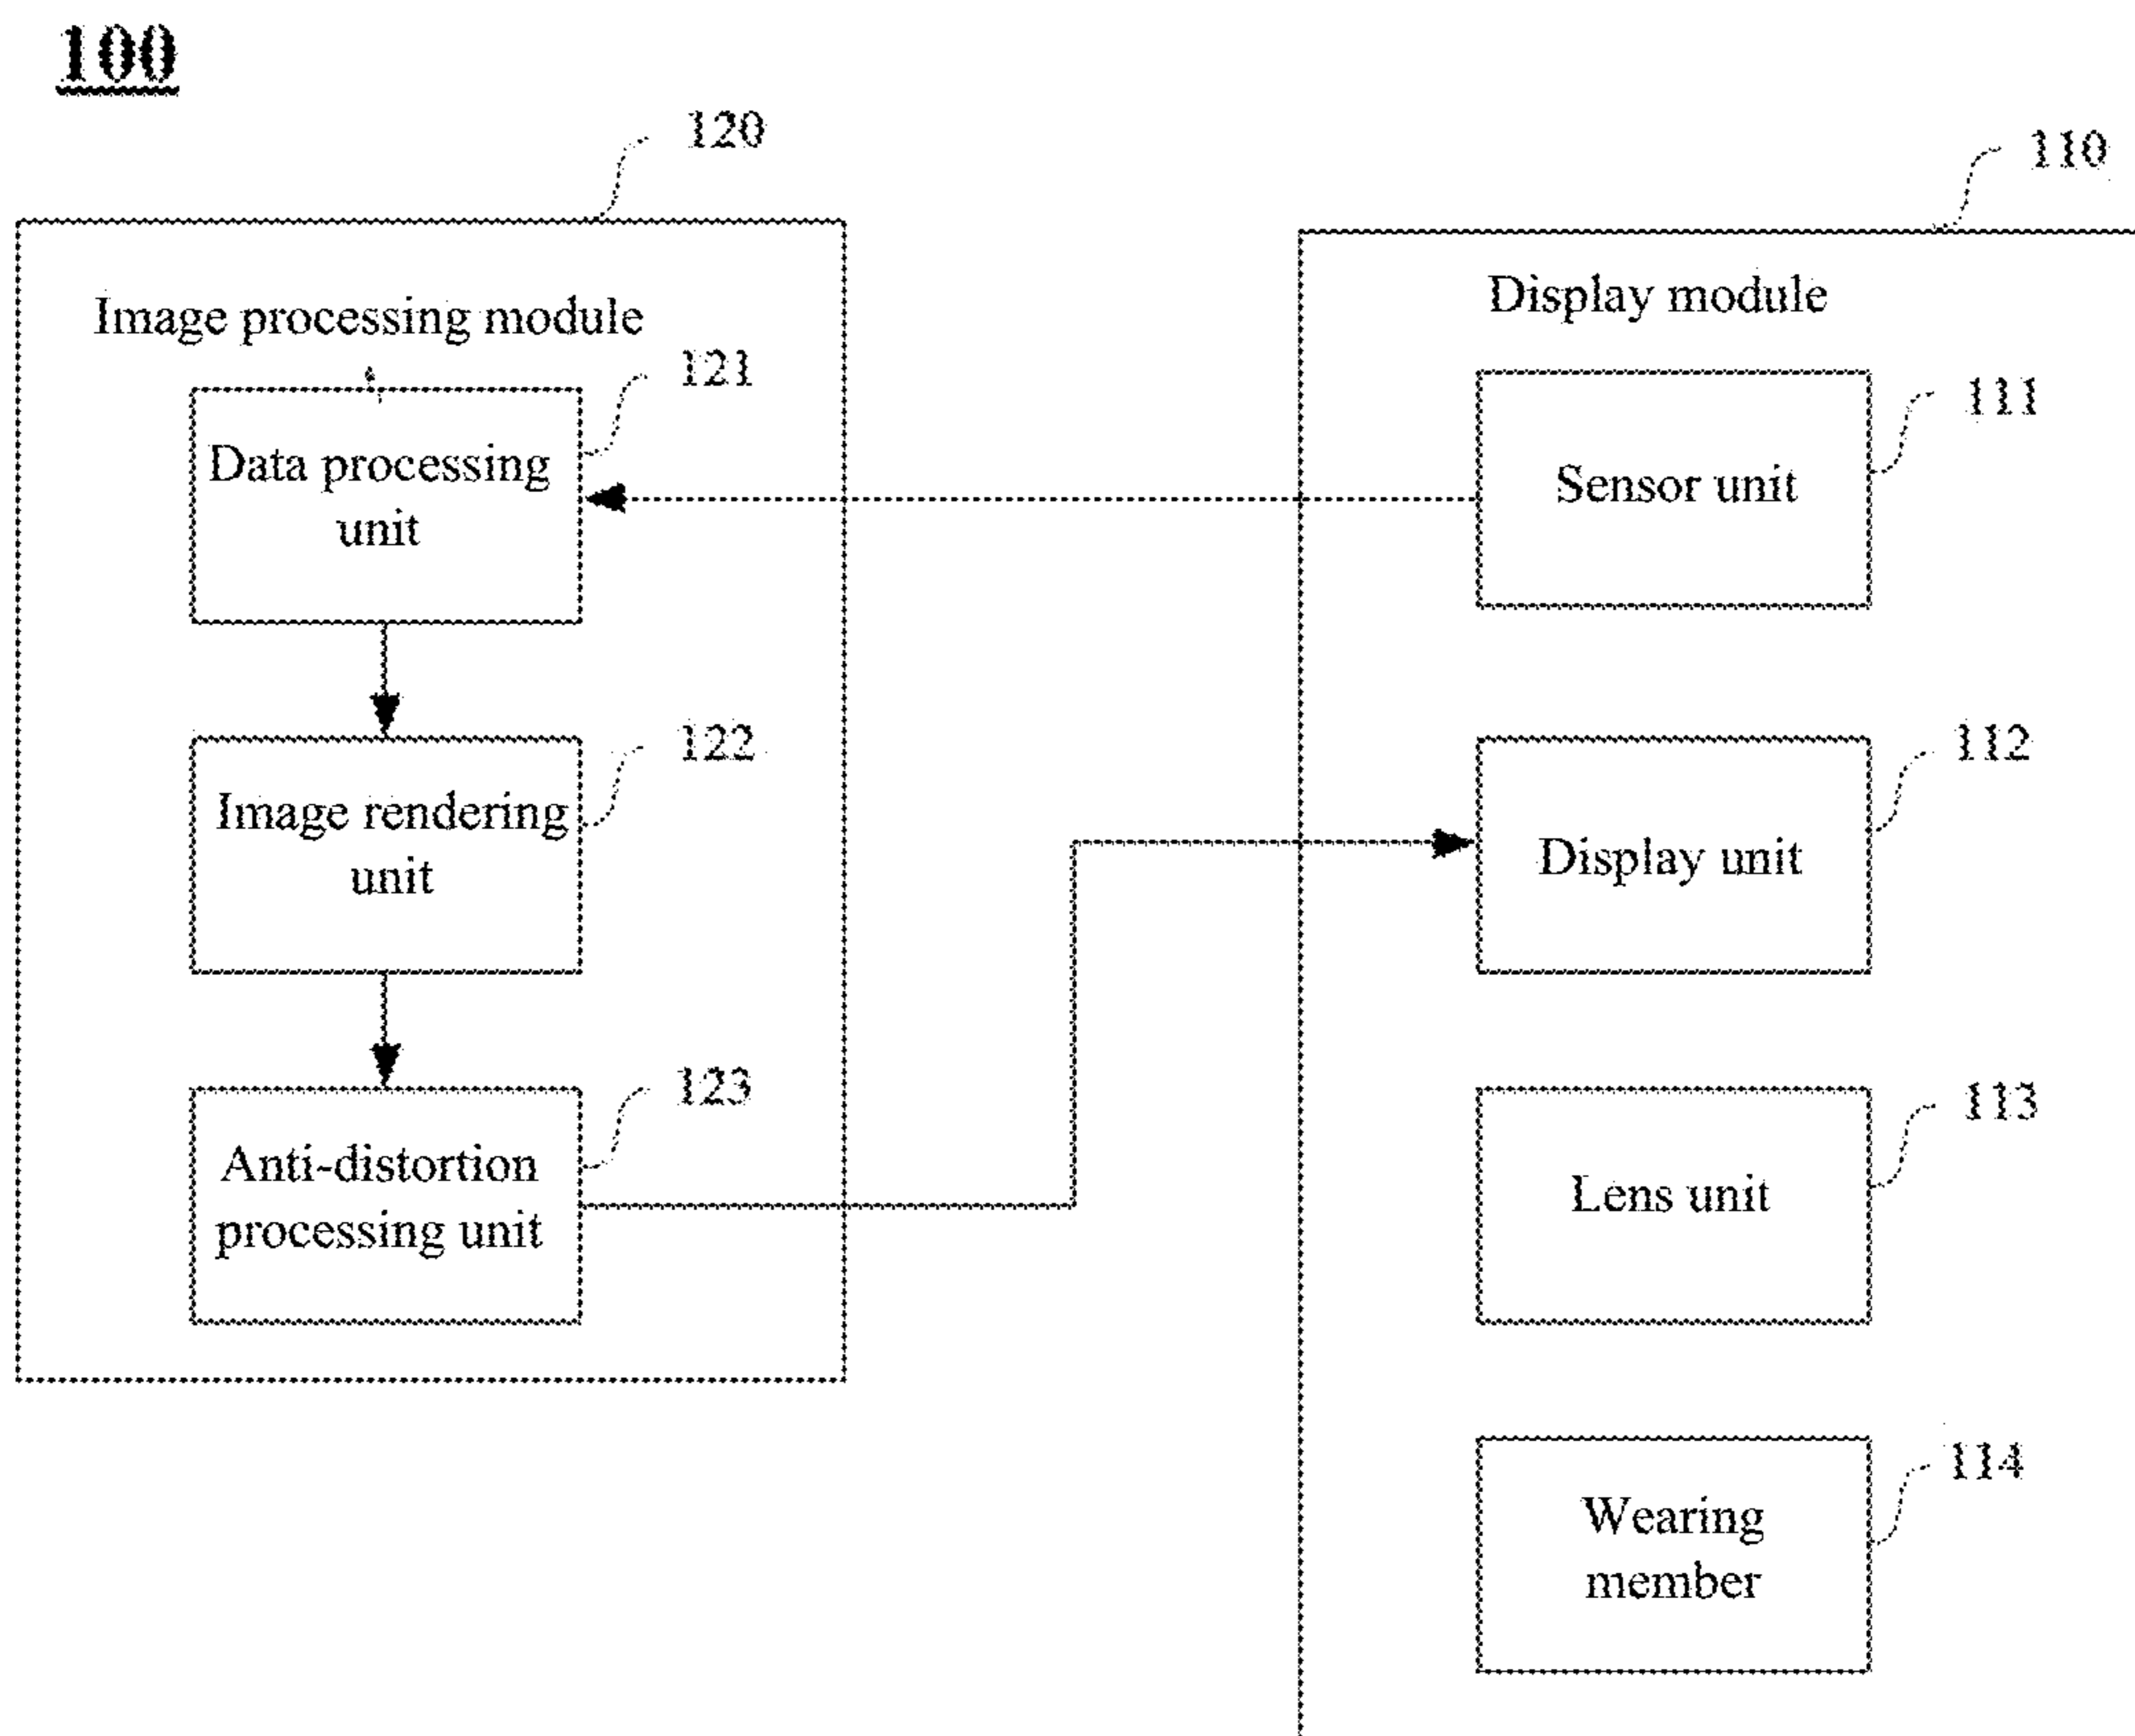 100
120
110
Image processing module
Display module
121
111
Data processing
unit
Sensor unit
122
112
Image rendering
unit
Display unit
123
113
Anti-distortion
processing unit
Lens unit
114
Wearing
member